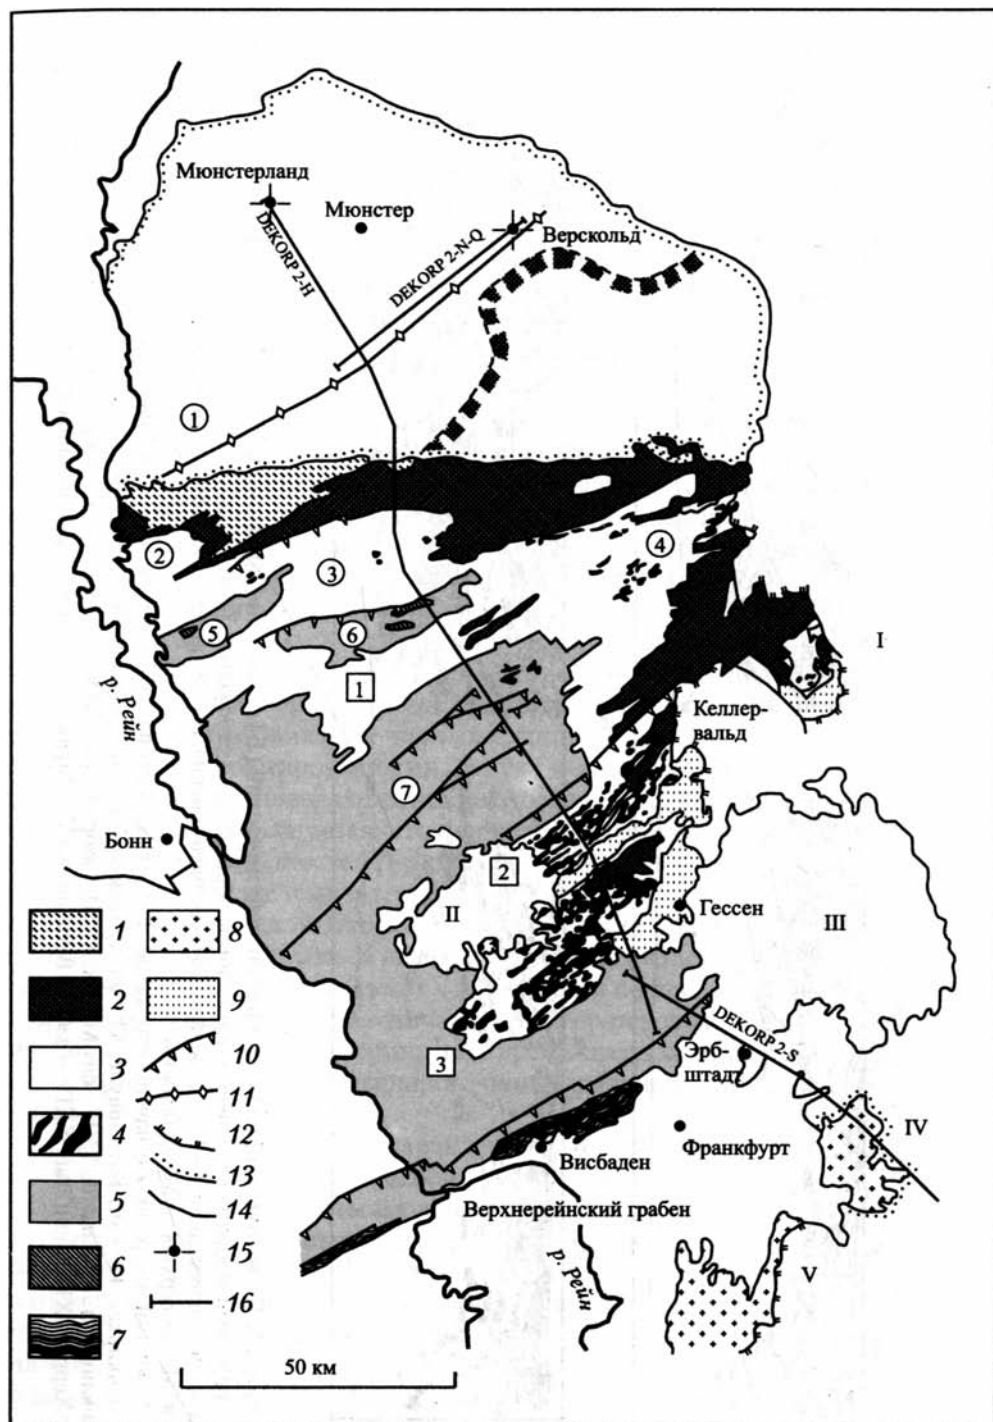 Мюнстерланд
Мюнстер
Верскольд
DEKORP 2-H
DEKORP 2-N-Q
1
2
3
4
5
6
1
I
р. Рейн
Келлер-
вальд
7
Бонн
2
II
Гессен
III
3
DEKORP 2-S
Эрб-
штадт
IV
Франкфурт
Висбаден
Верхнерейнский грабен
р. Рейн
V
1
2
3
4
5
6
7
8
9
10
11
12
13
14
15
16
50 км